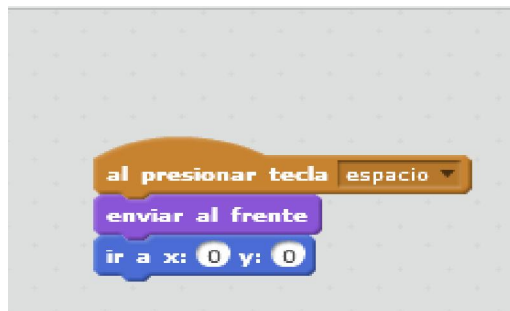 al presionar tecla espacio
enviar al frente
ir a x: 0 y: 0